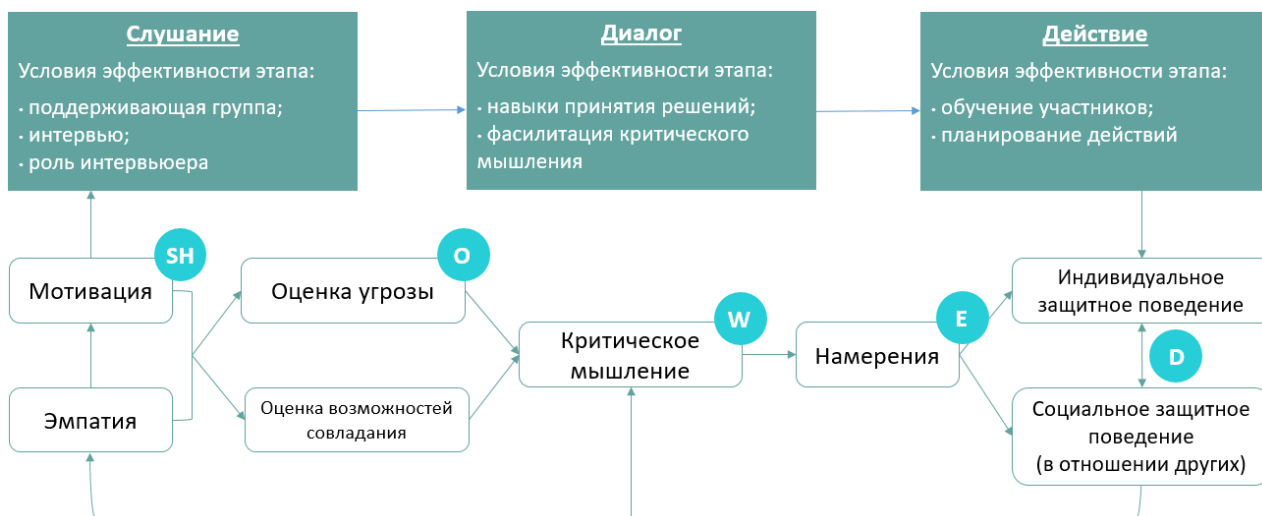 Слушание
Условия эффективности этапа:
· поддерживающая группа;
· интервью;
· роль интервьюера
Диалог
Условия эффективности этапа:
· навыки принятия решений;
· фасилитация критического
мышления
Действие
Условия эффективности этапа:
· обучение участников;
· планирование действий
SH
Мотивация
Эмпатия
O
Оценка угрозы
Оценка возможностей
совладания
W
Критическое
мышление
E
Намерения
Индивидуальное
защитное поведение
D
Социальное защитное
поведение
(в отношении других)